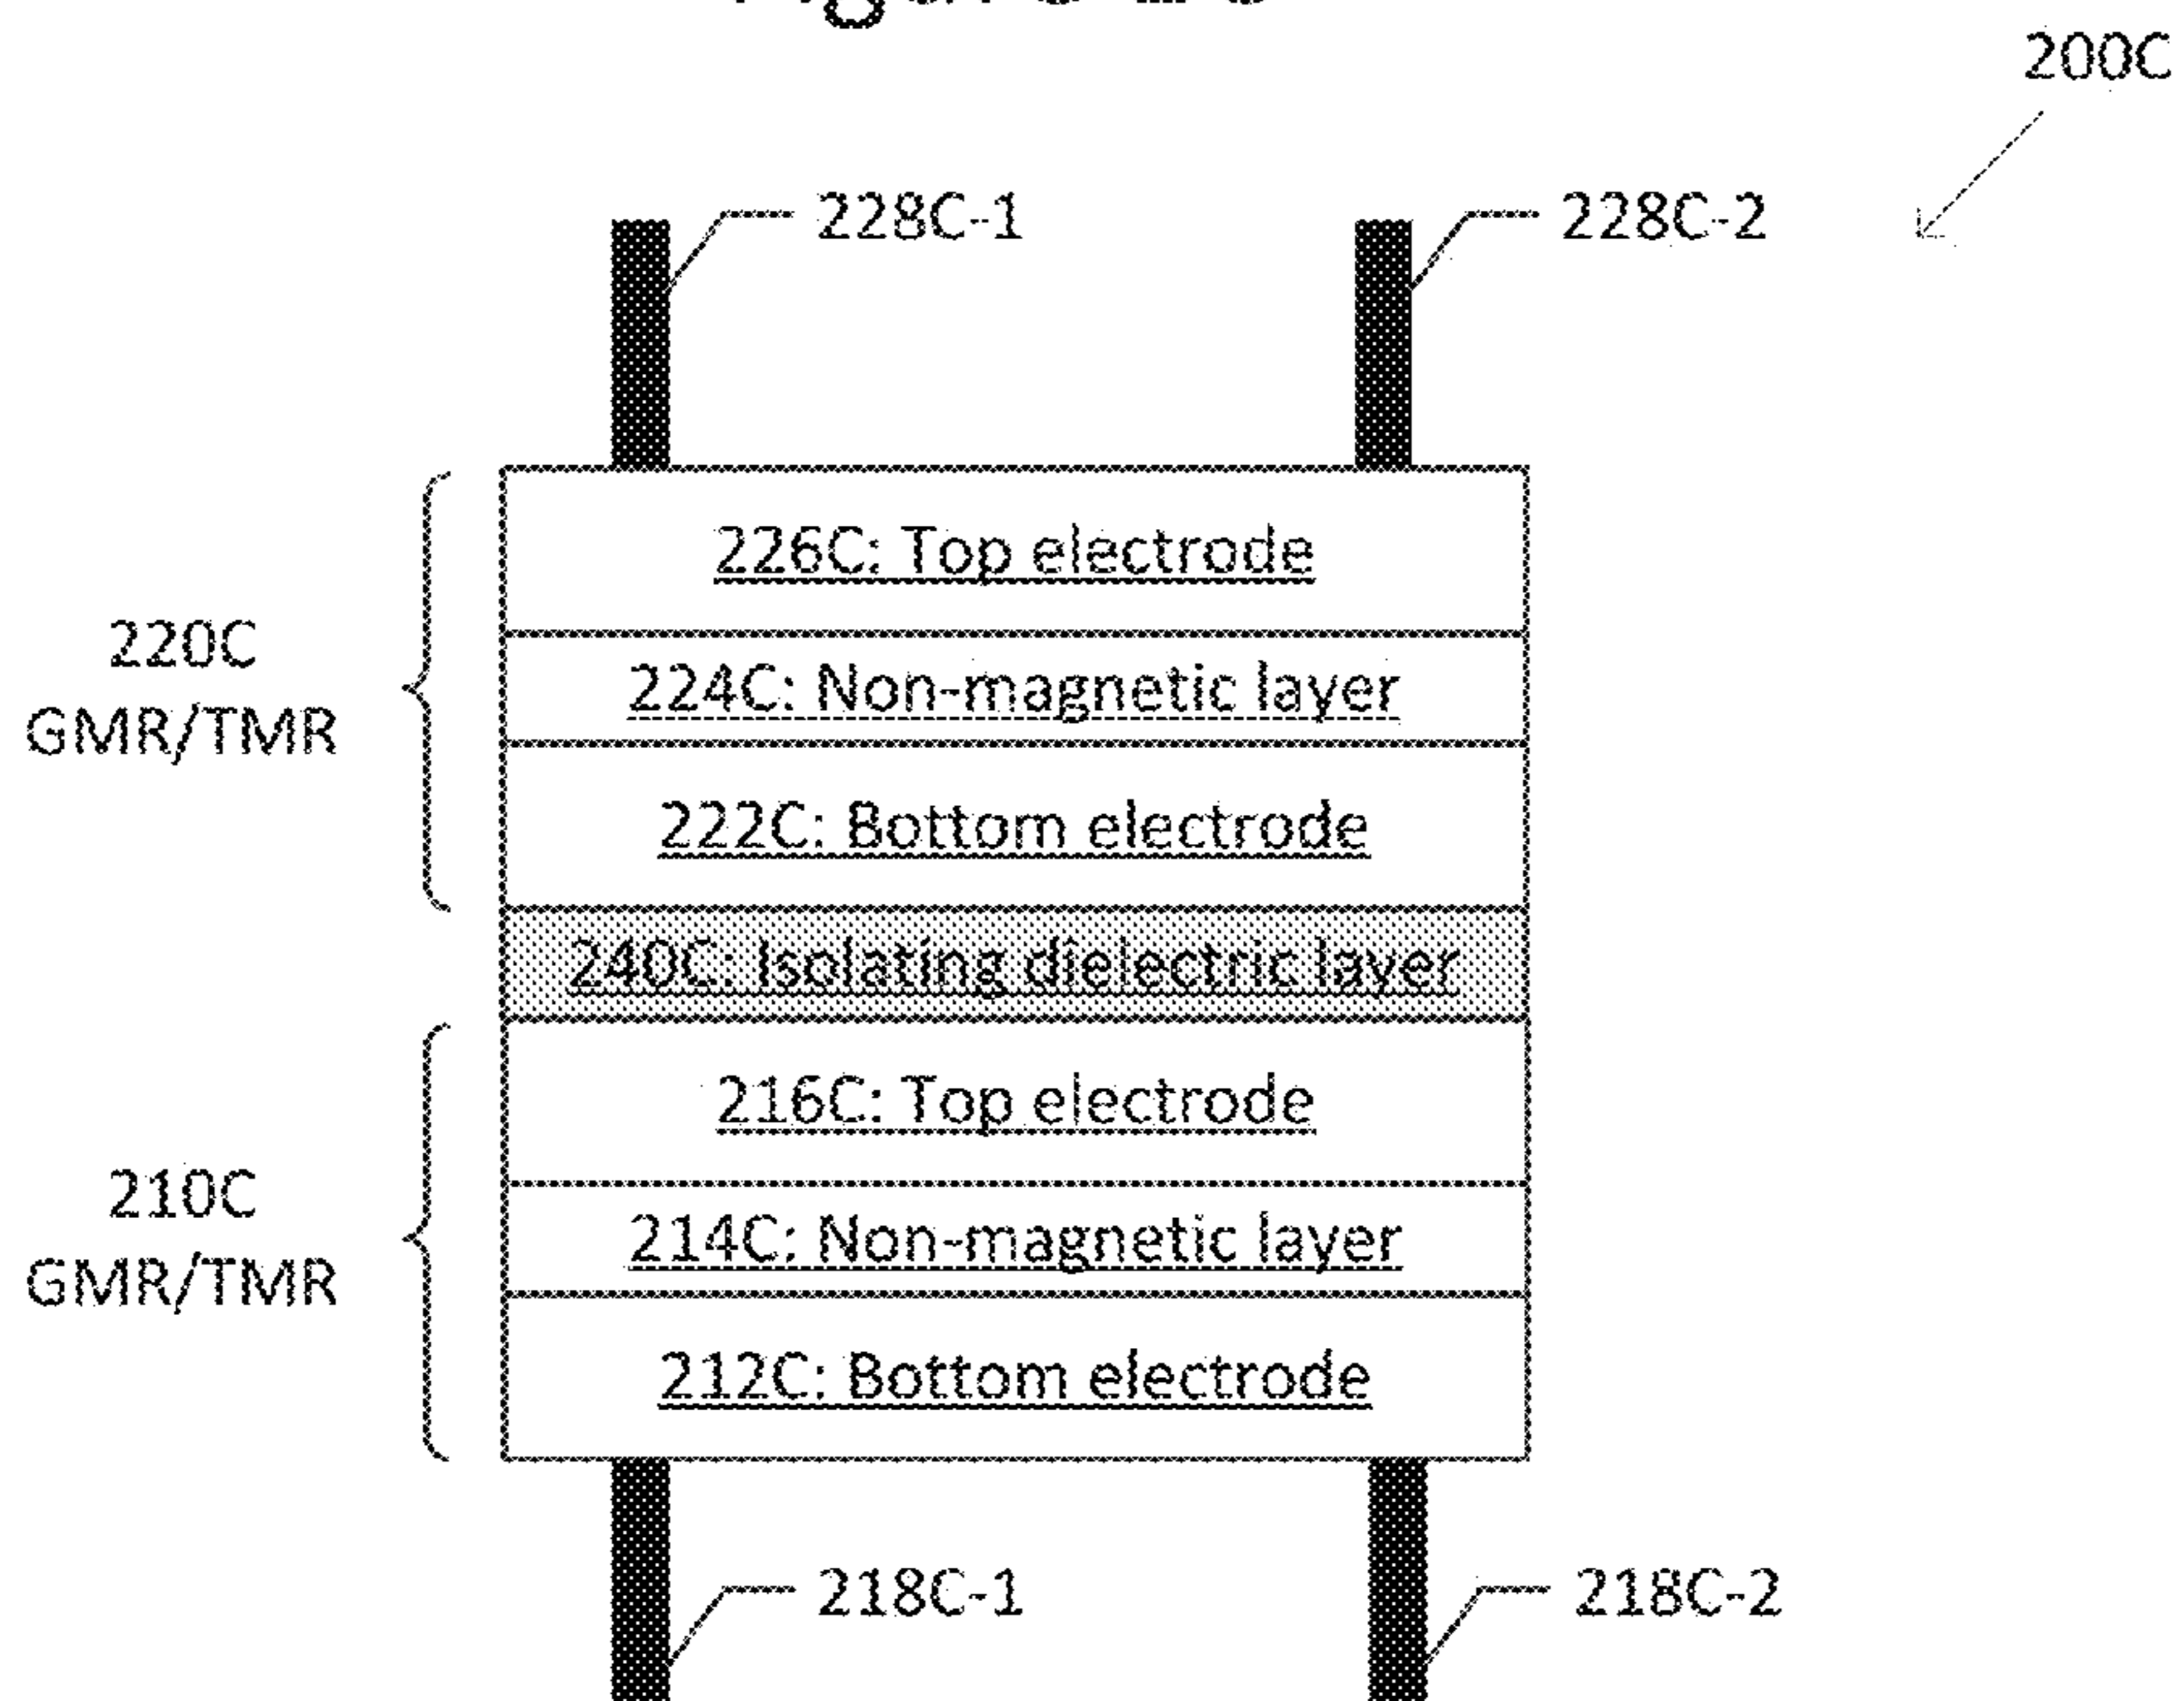 200C
228C-1
228C-2
226C: Top electrode
220C
GMR/TMR
224C: Non-magnetic layer
222C: Bottom electrode
240C: Isolating dielectric layer
216C: Top electrode
210C
GMR/TMR
214C: Non-magnetic layer
212C: Bottom electrode
218C-1
218C-2